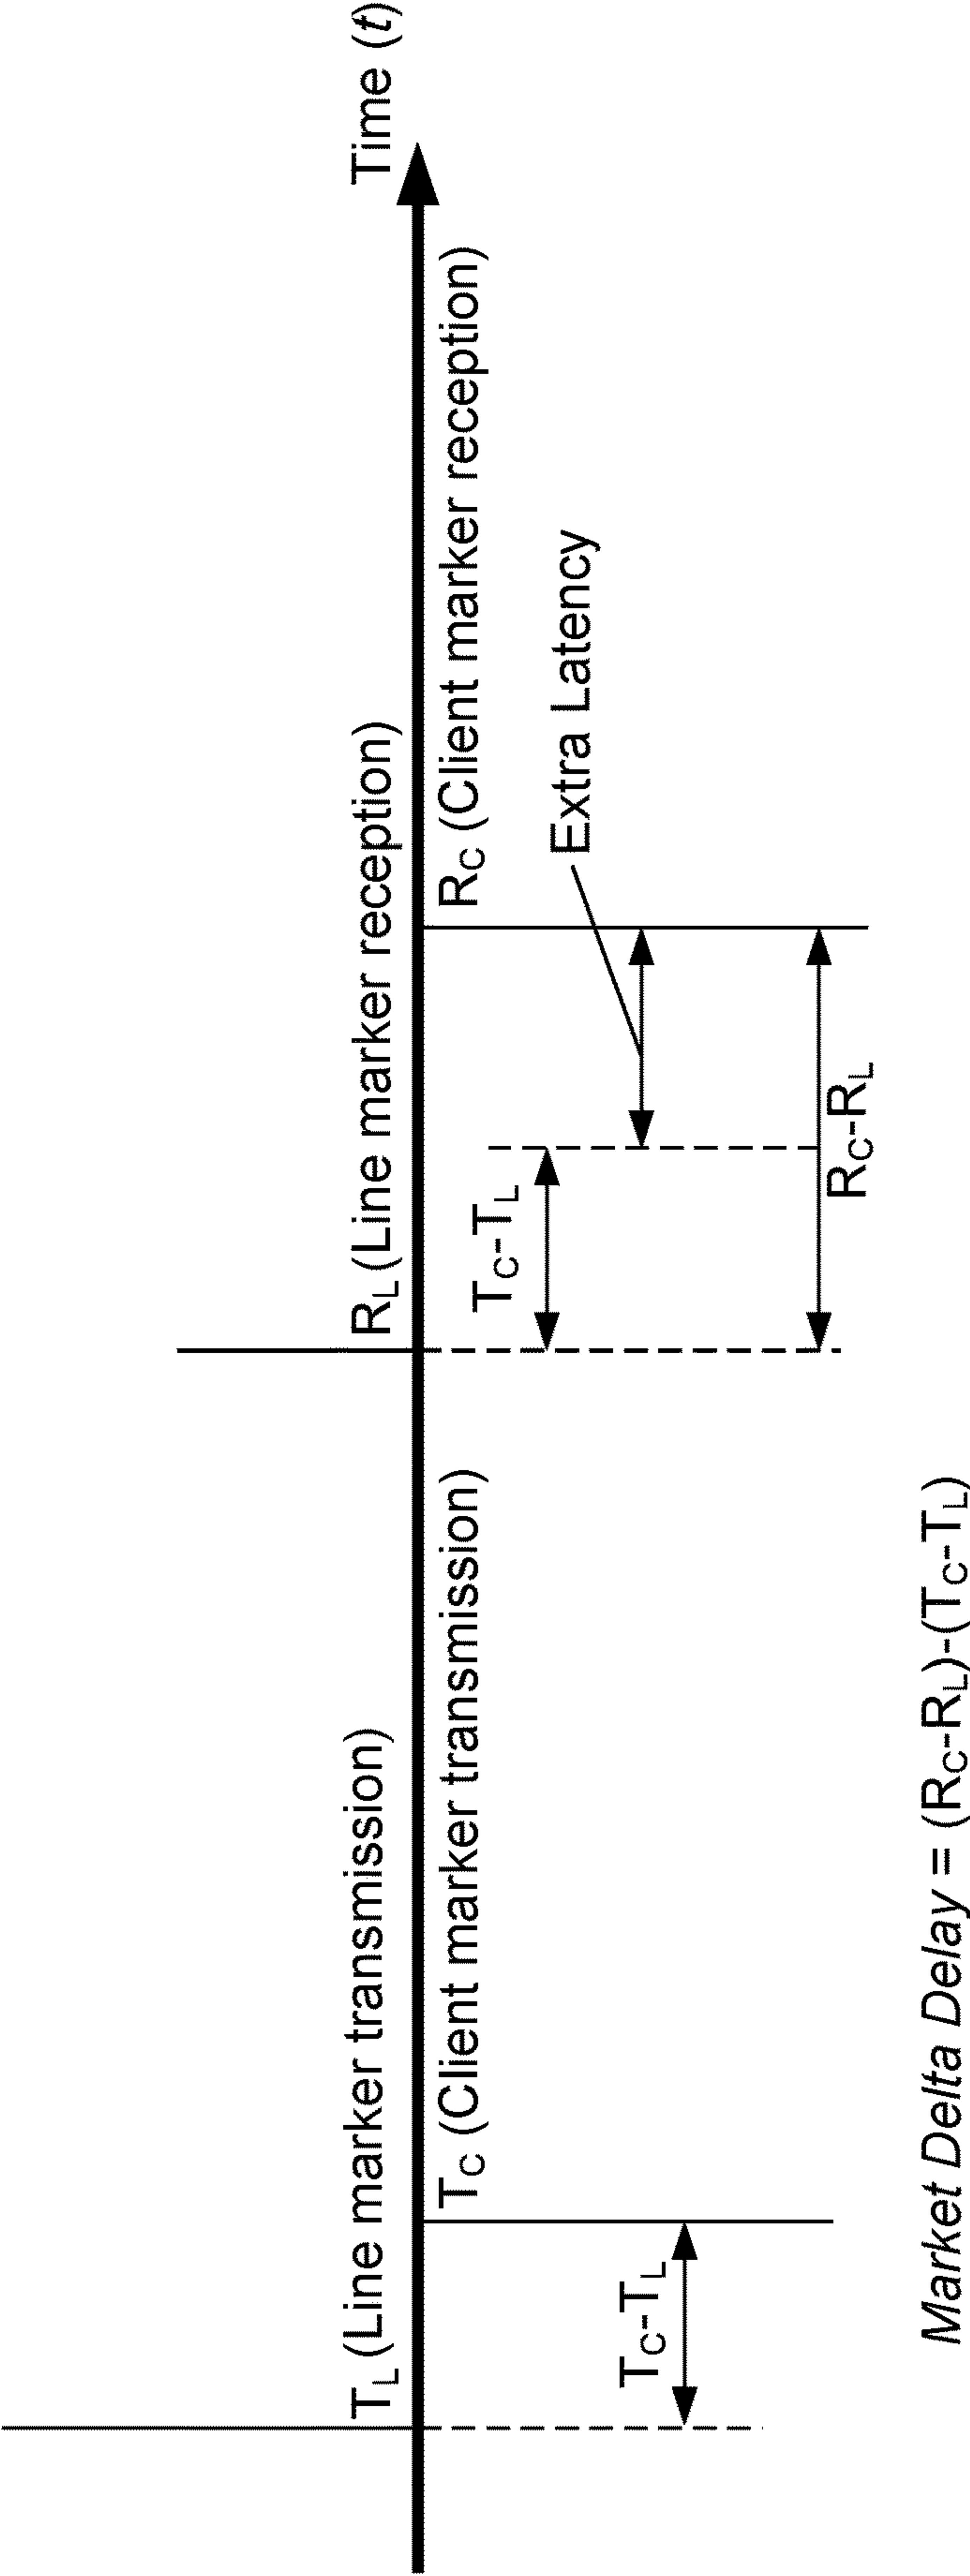 T_L (Line marker transmission)
R_L (Line marker reception)
Time (t)
T_C (Client marker transmission)
R_C (Client marker reception)
T_C-T_L
T_C-T_L
Extra Latency
R_C-R_L
Market Delta Delay = (R_C-R_L)-(T_C-T_L)